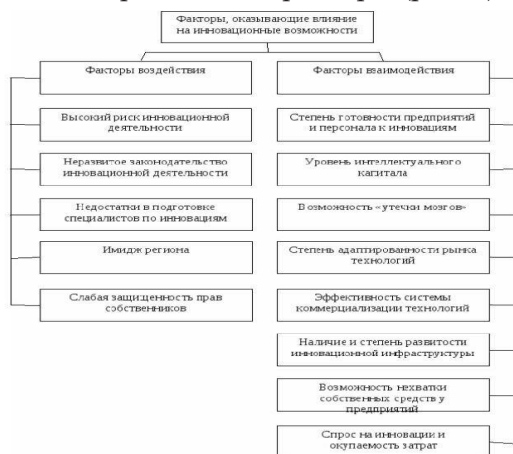 Факторы, оказывающие влияние
на инновационные возможности
Факторы воздействия
Высокий риск инновационной
деятельности
Неразвитое законодательство
инновационной деятельности
Недостатки в подготовке
специалистов по инновациям
Имидж региона
Слабая защищенность прав
собственников
Факторы взаимодействия
Степень готовности предприятий
и персонала к инновациям
Уровень интеллектуального
капитала
Возможность «утечки мозгов»
Степень адаптированности рынка
технологий
Эффективность системы
коммерциализации технологий
Наличие и степень развитости
инновационной инфраструктуры
Возможность нехватки
собственных средств у
предприятий
Спрос на инновации и
окупаемость затрат